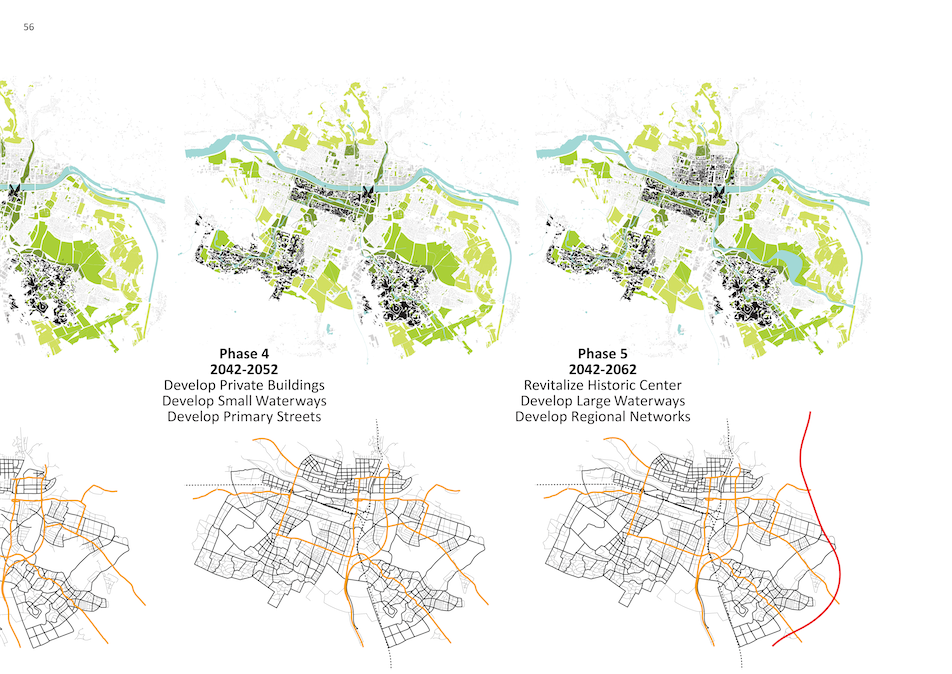 56
Phase 4
2042-2052
Develop Private Buildings
Develop Small Waterways
Develop Primary Streets
Phase 5
2042-2062
Revitalize Historic Center
Develop Large Waterways
Develop Regional Networks